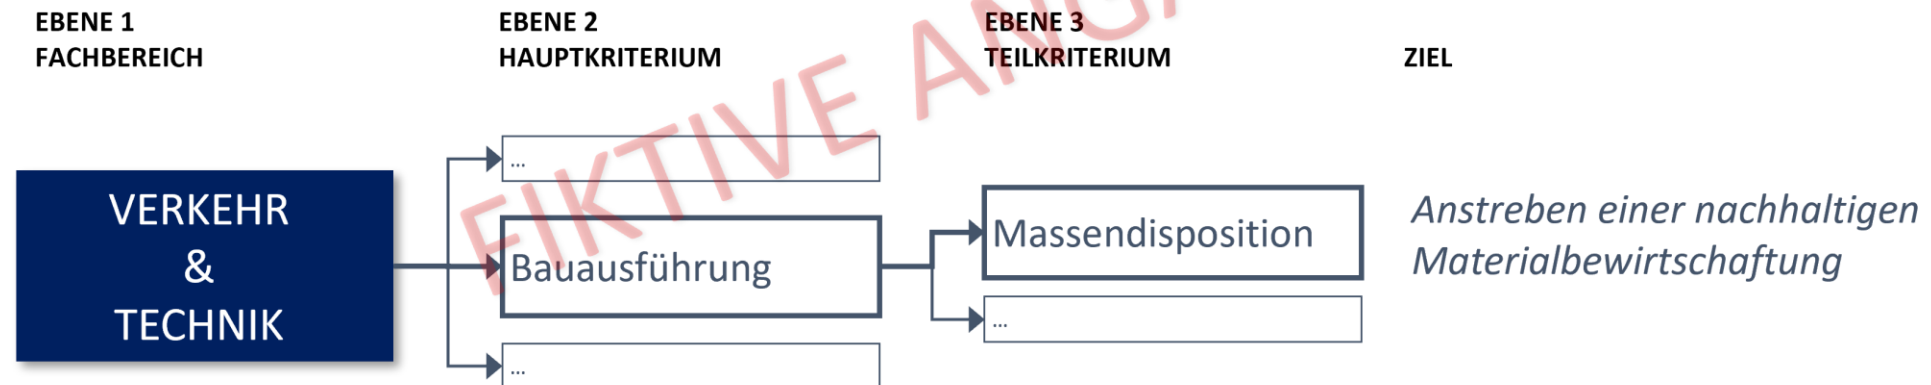 EBENE 1
FACHBEREICH
EBENE 2
HAUPTKRITERIUM
EBENE 3
TEILKRITERIUM
ZIEL
VERKEHR
&
TECHNIK
...
Bauausführung
...
Massendisposition
...
Anstreben einer nachhaltigen
Materialbewirtschaftung
FIKTIVE